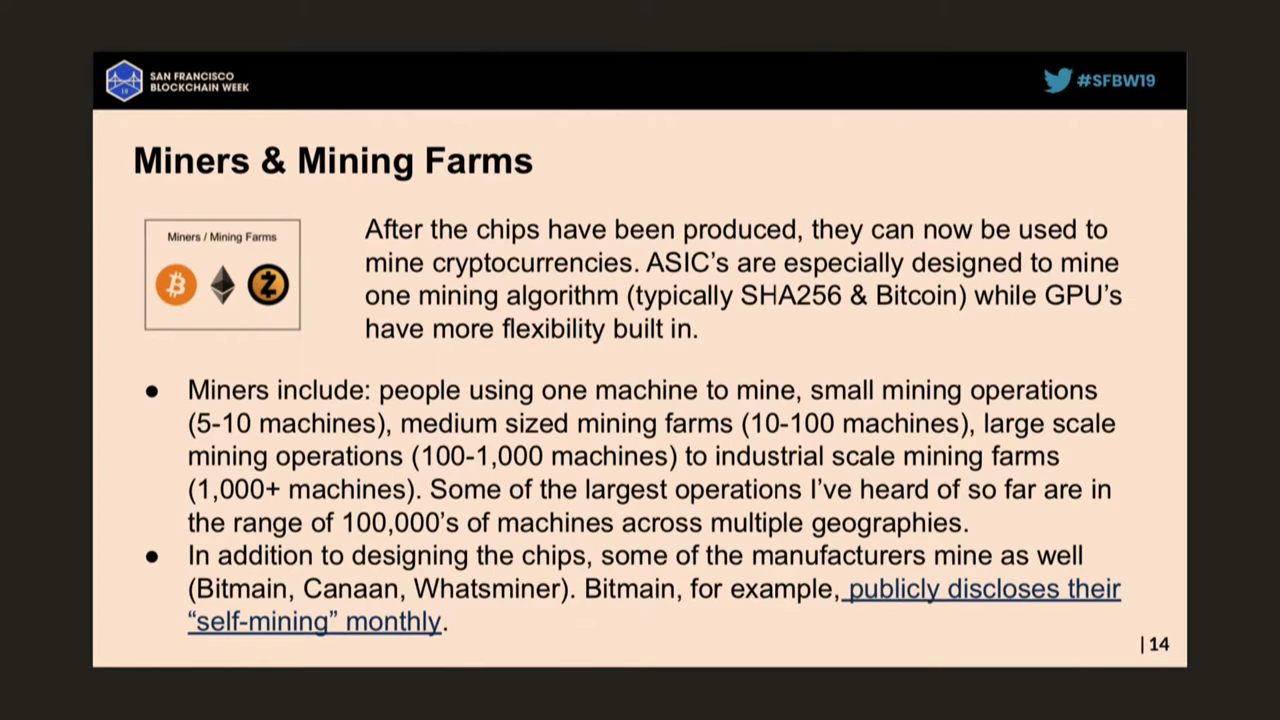 SAN FRANCISCO
BLOCKCHAIN WEEK
#SFBW19
Miners & Mining Farms
Miners / Mining Farms
After the chips have been produced, they can now be used to
mine cryptocurrencies. ASIC's are especially designed to mine
one mining algorithm (typically SHA256 & Bitcoin) while GPU's
have more flexibility built in.
● Miners include: people using one machine to mine, small mining operations
(5-10 machines), medium sized mining farms (10-100 machines), large scale
mining operations (100-1,000 machines) to industrial scale mining farms
(1,000+ machines). Some of the largest operations I've heard of so far are in
the range of 100,000's of machines across multiple geographies.
● In addition to designing the chips, some of the manufacturers mine as well
(Bitmain, Canaan, Whatsminer). Bitmain, for example, publicly discloses their
“self-mining” monthly.
| 14